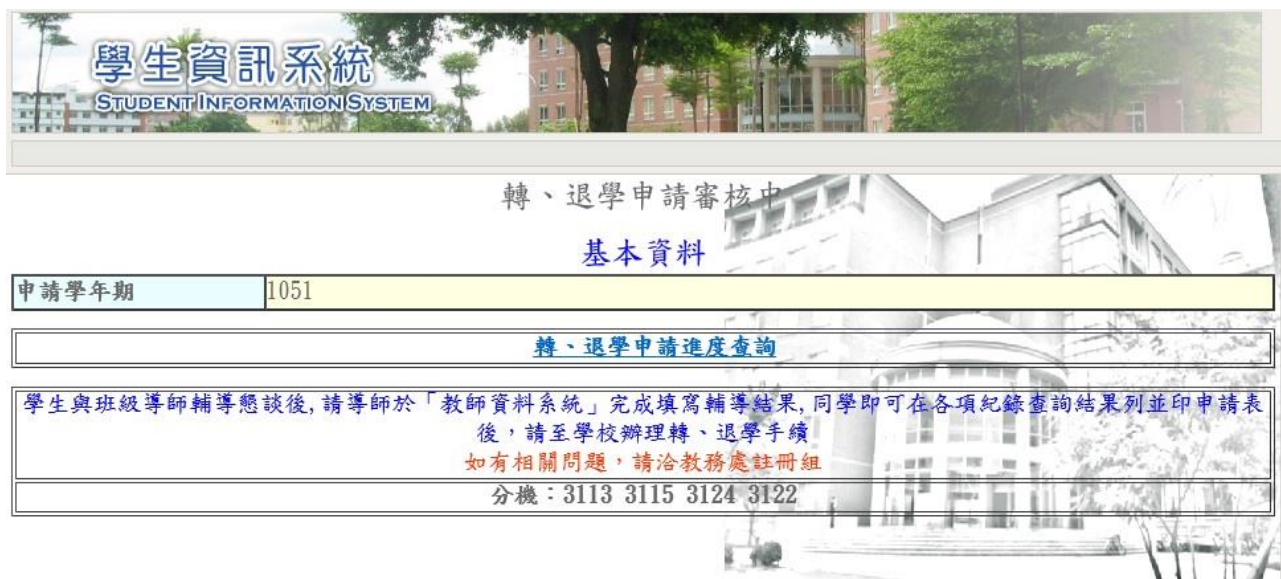 學生資訊系統
STUDENT INFORMATION SYSTEM
轉、退學申請審核中
基本資料
申請學年期 1051
轉、退學申請進度查詢
學生與班級導師輔導懇談後,請導師於「教師資料系統」完成填寫輔導結果,同學即可在各項紀錄查詢結果列並印申請表
後，請至學校辦理轉、退學手續
如有相關問題，請洽教務處註冊組
分機：3113 3115 3124 3122